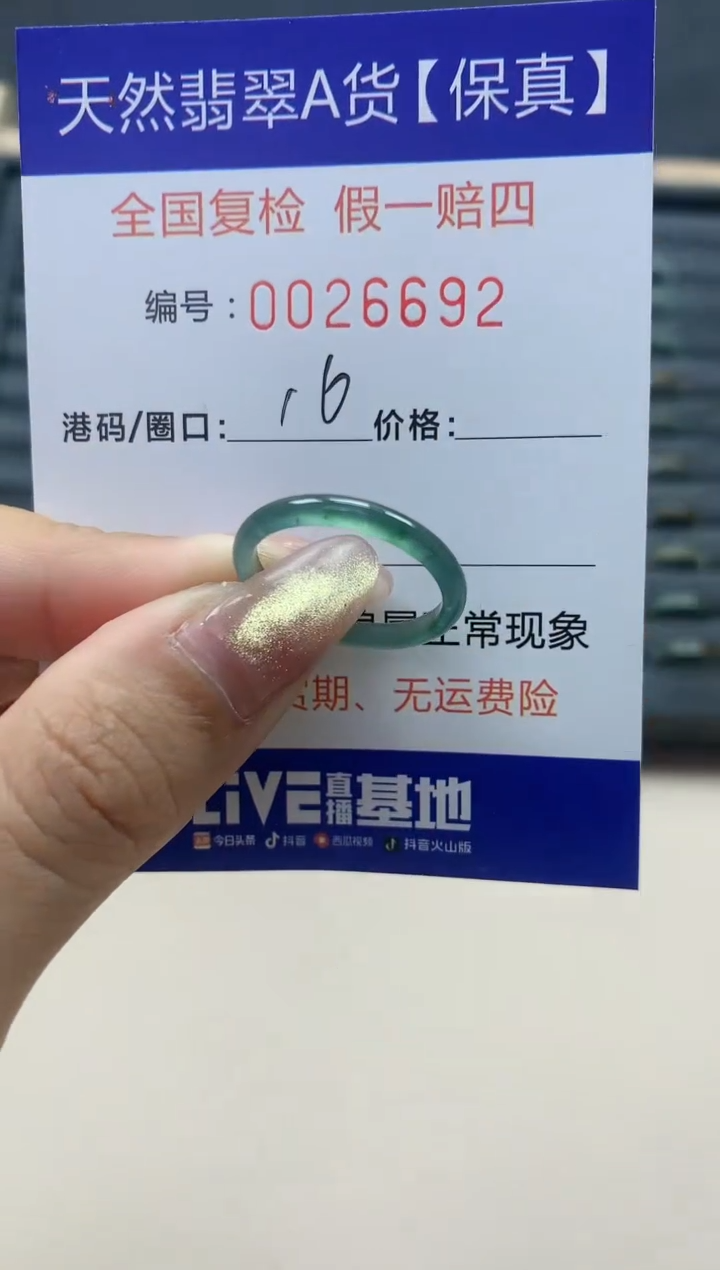 天然翡翠A货【保真】
全国复检 假一赔四
编号：0026692
港码/圈口：16 价格：
正常现象
期、无运费险
LIVE直播基地
今日头条 抖音 西瓜视频 抖音火山版